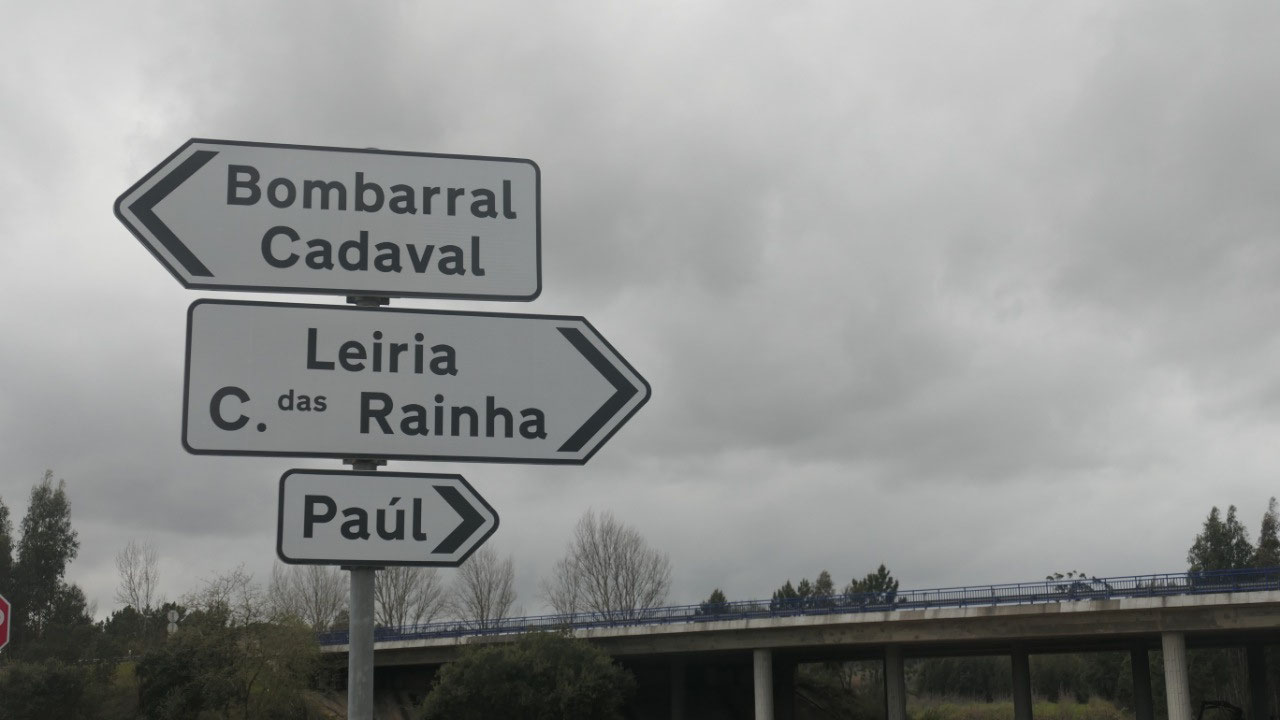 Bombarral
Cadaval
Leiria
C. das Rainha
Paúl